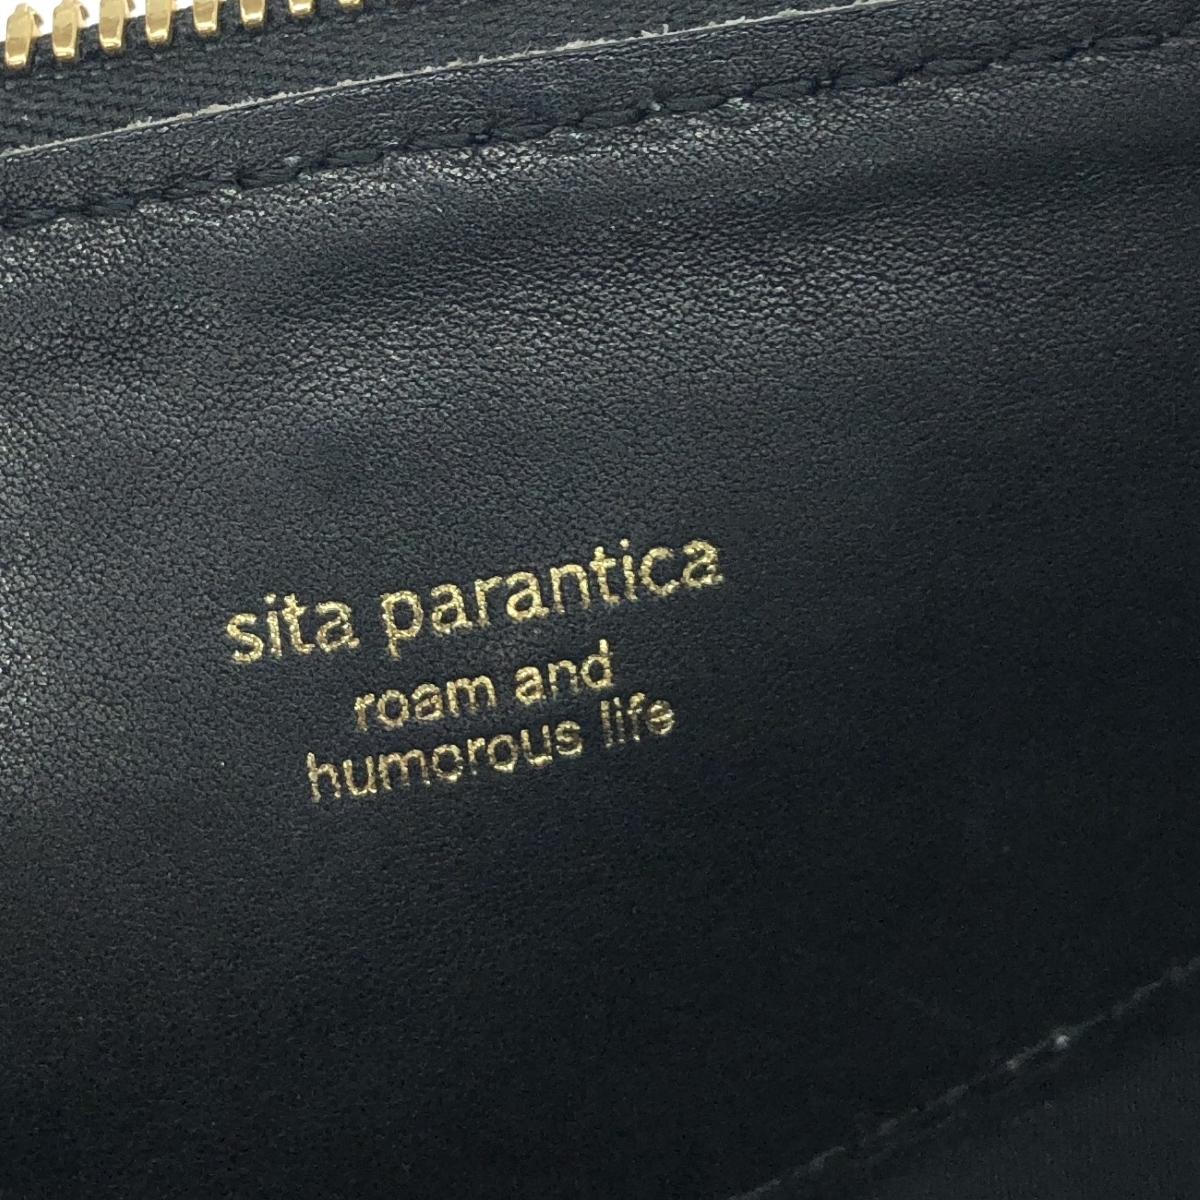 sita parantica
roam and
humorous life